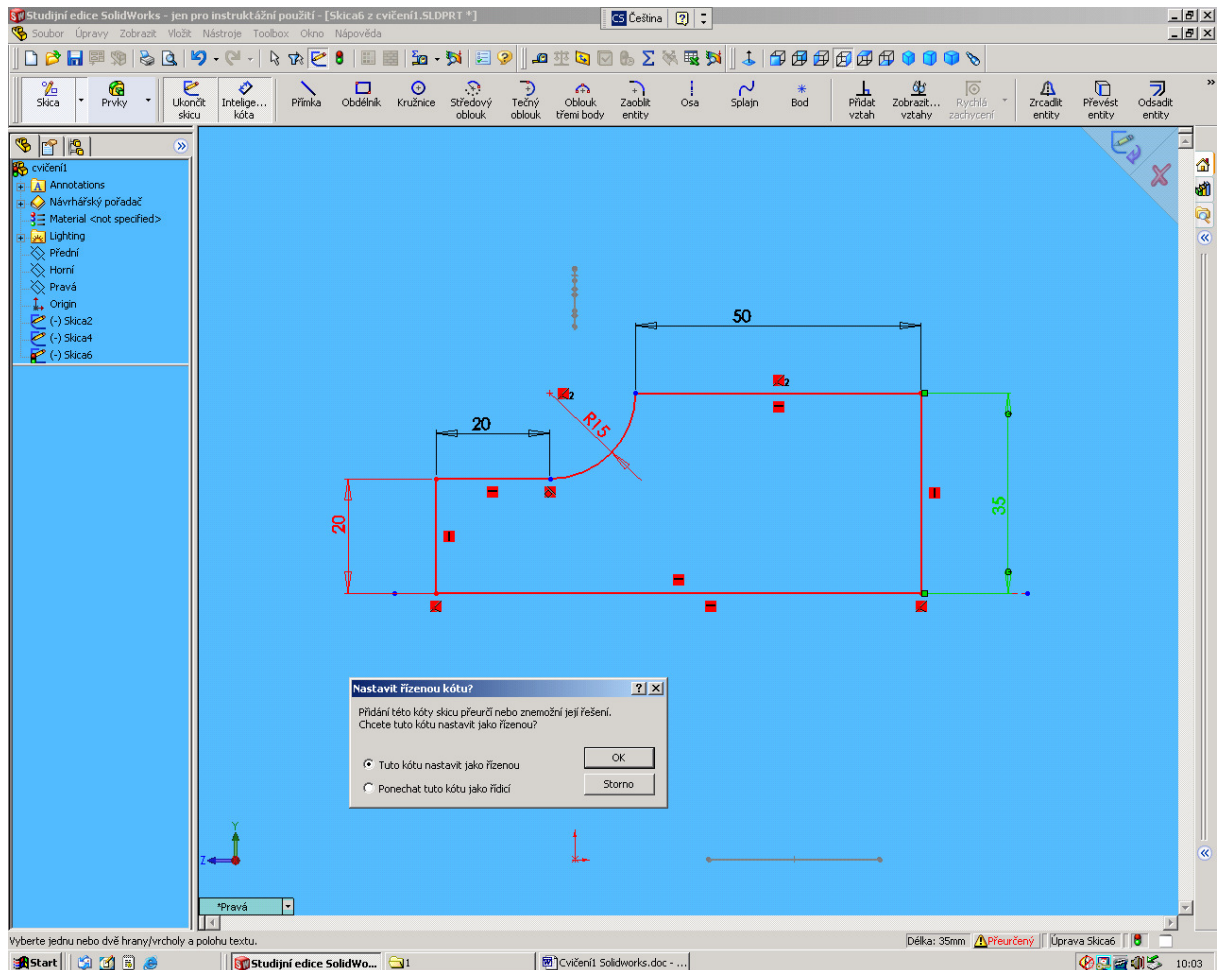 Studijní edice SolidWorks - jen pro instruktážní použití - [Skica6 z cvičení1.SLDPRT *]
CS Čeština
Soubor Úpravy Zobrazit Vložit Nástroje Toolbox Okno Nápověda
Skica
Prvky
Ukončit skicu
Intelige... kóta
Přímka
Obdélník
Kružnice
Středový oblouk
Tečný oblouk
Oblouk třemi body
Zaoblit entity
Osa
Splajn
Bod
Přidat vztah
Zobrazit... vztahy
Rychlá zachycení
Zrcadlit entity
Převést entity
Odsadit entity
cvičení1
Annotations
Návrhářský pořadač
Material <not specified>
Lighting
Přední
Horní
Pravá
Origin
(-) Skica2
(-) Skica4
(-) Skica6
50
2
2
R15
20
20
35
Nastavit řízenou kótu?
Přidání této kóty skicu přeurčí nebo znemožní její řešení.
Chcete tuto kótu nastavit jako řízenou?
Tuto kótu nastavit jako řízenou
OK
Ponechat tuto kótu jako řídicí
Storno
Y
Z
*Pravá
Vyberte jednu nebo dvě hrany/vrcholy a polohu textu.
Délka: 35mm
Přeurčený
Úprava Skica6
Start
Studijní edice SolidWo...
1
Cvičení1 Solidworks.doc - ...
10:03